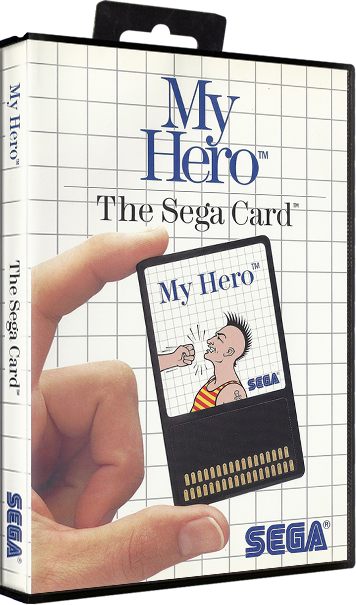 My
Hero™
The Sega Card™
My Hero™
SEGA
SEGA®
My Hero™
The Sega Card™
SEGA®